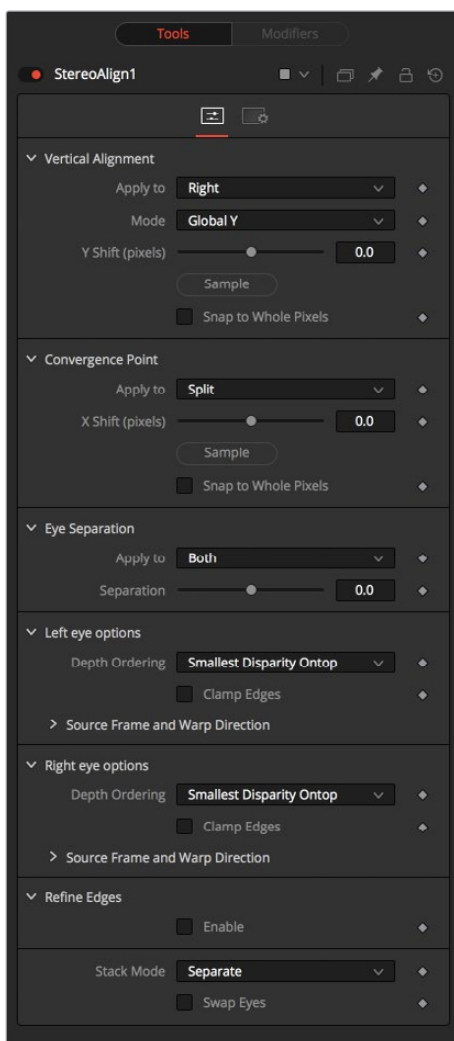 Tools Modifiers
StereoAlign1
Vertical Alignment
Apply to Right
Mode Global Y
Y Shift (pixels) 0.0
Sample
Snap to Whole Pixels
Convergence Point
Apply to Split
X Shift (pixels) 0.0
Sample
Snap to Whole Pixels
Eye Separation
Apply to Both
Separation 0.0
Left eye options
Depth Ordering Smallest Disparity Ontop
Clamp Edges
Source Frame and Warp Direction
Right eye options
Depth Ordering Smallest Disparity Ontop
Clamp Edges
Source Frame and Warp Direction
Refine Edges
Enable
Stack Mode Separate
Swap Eyes